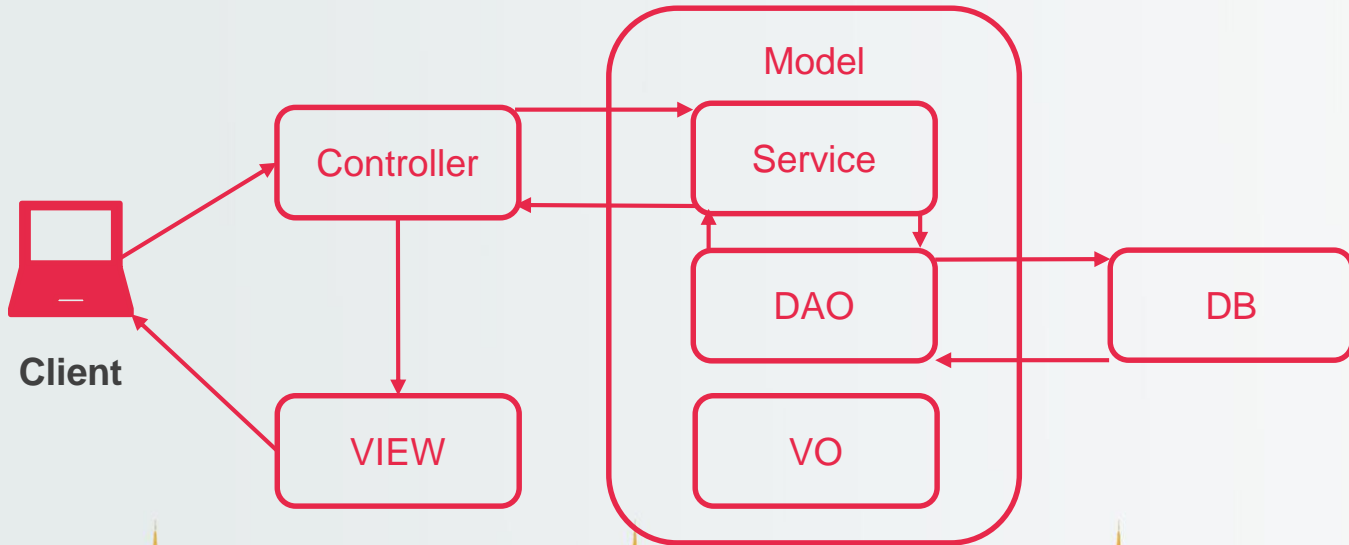 Model
Controller
Service
DAO
DB
Client
VIEW
VO